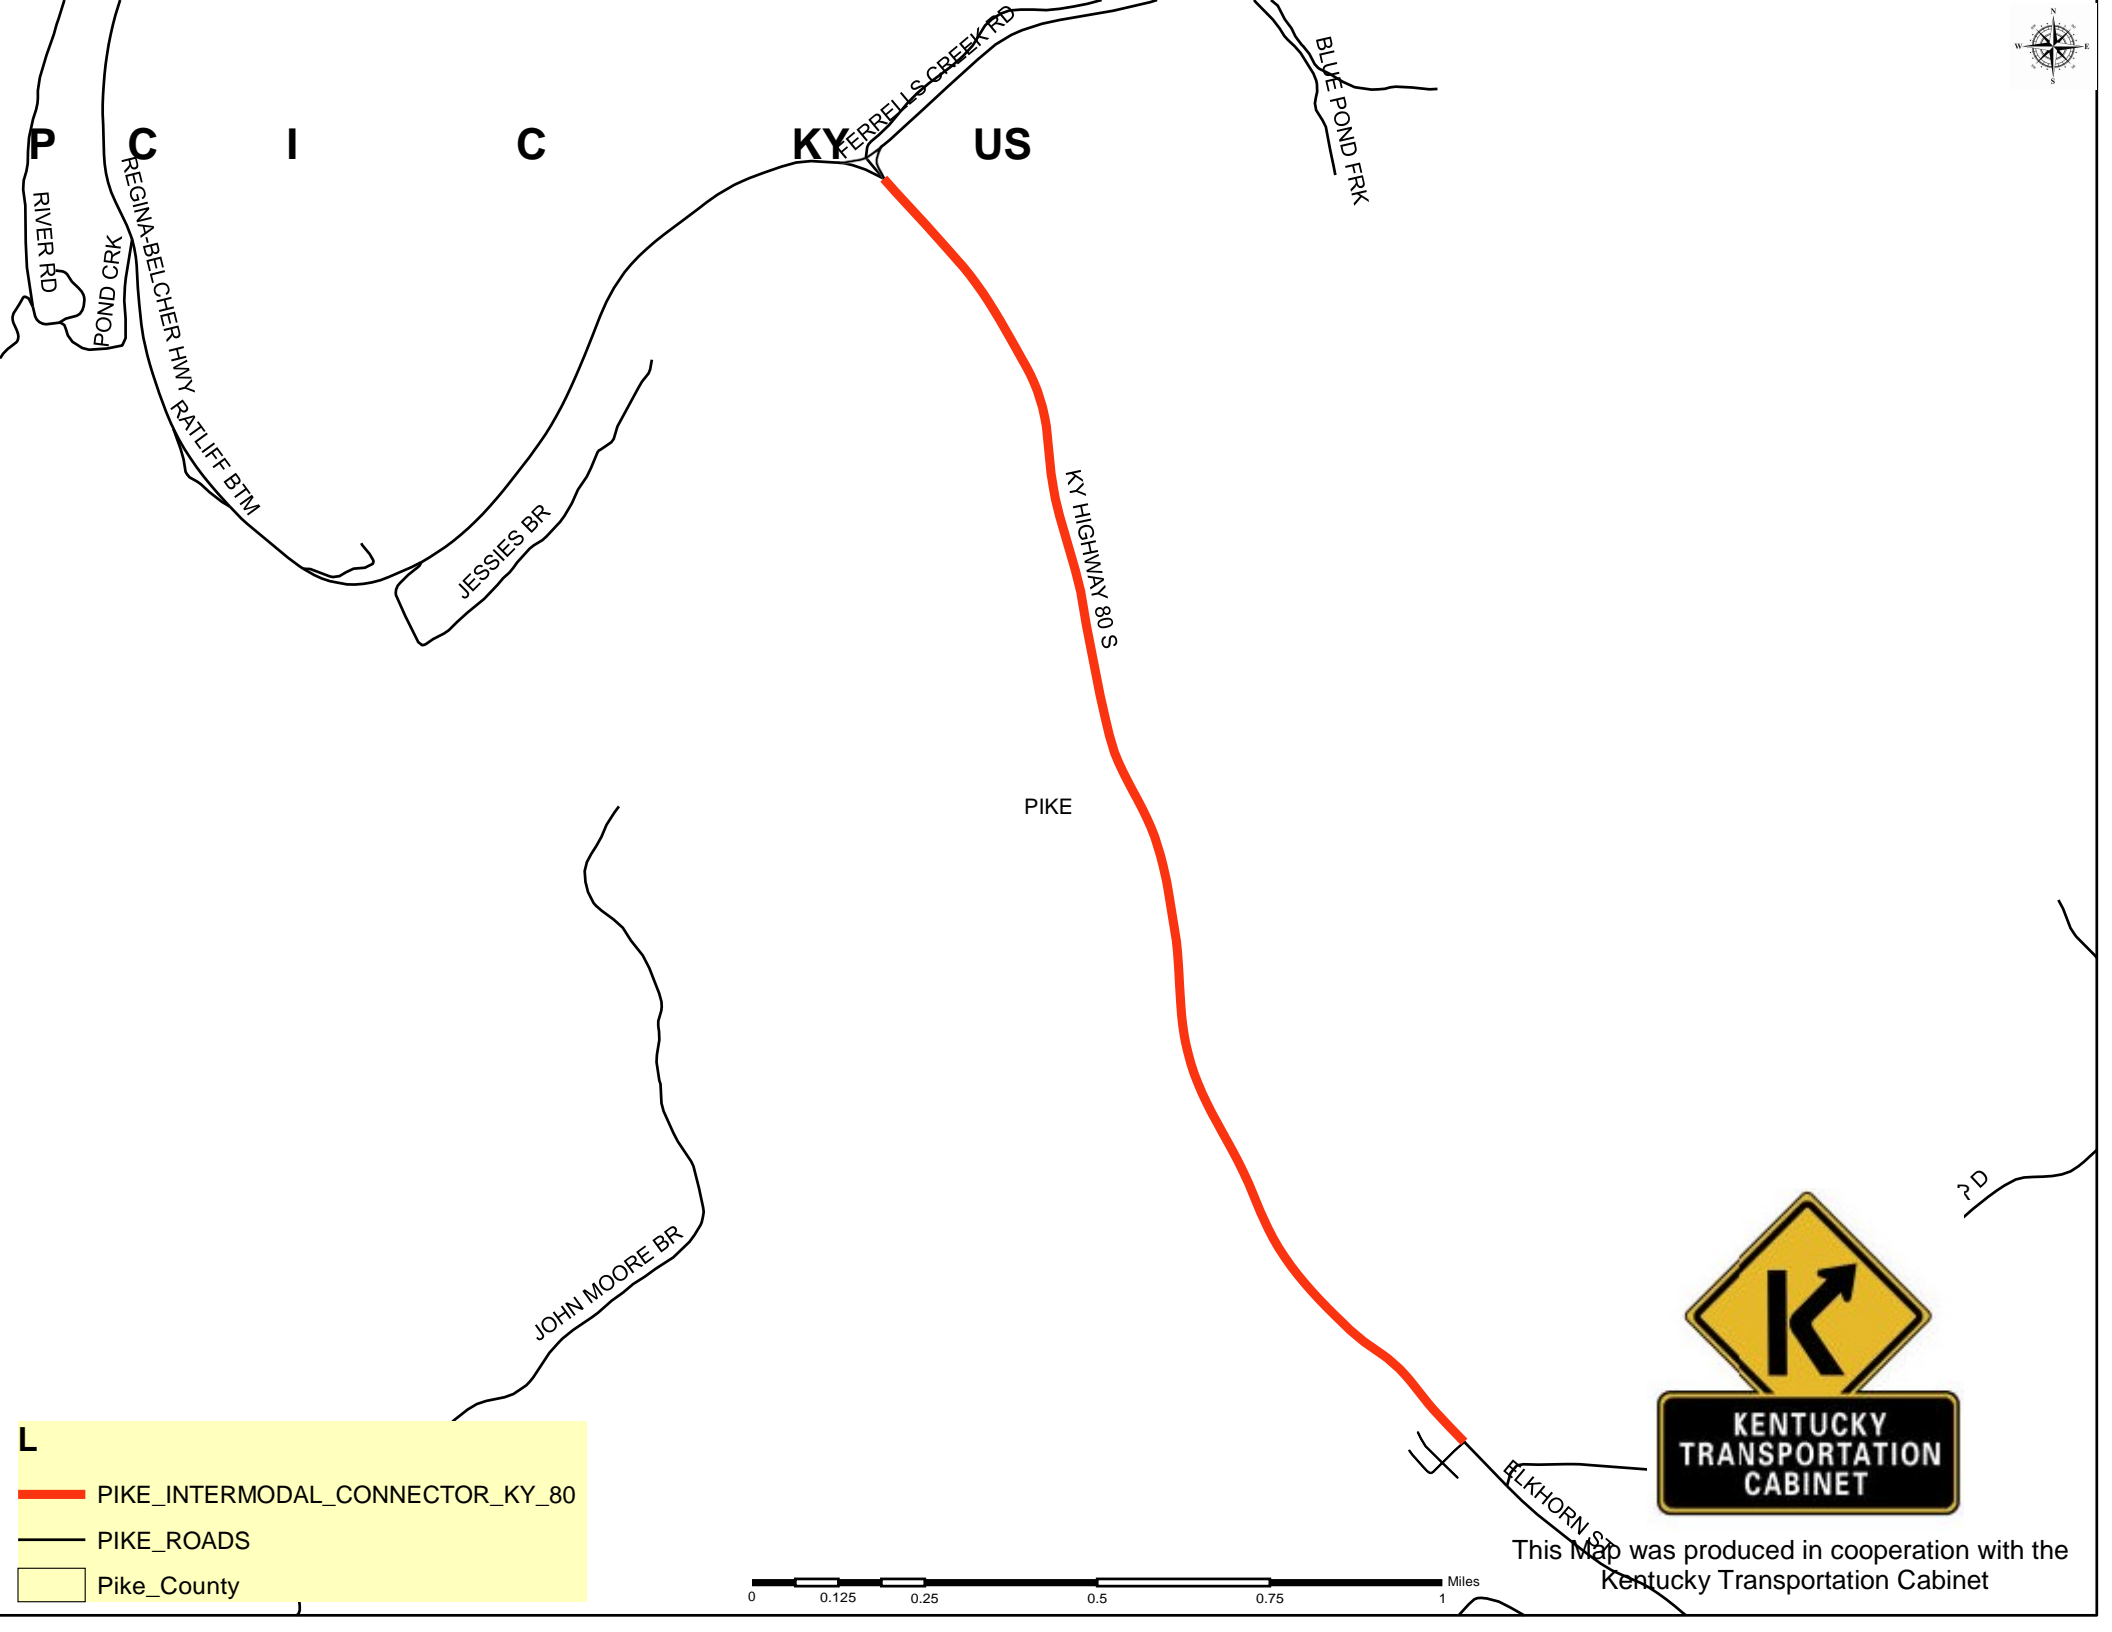 N
W
E
S
P C I C KY US
FERRELLS CREEK RD
BLUE POND FRK
RIVER RD
POND CRK
REGINA-BELCHER HWY
RATLIFF BTM
JESSIES BR
KY HIGHWAY 80 S
PIKE
JOHN MOORE BR
ELKHORN ST
KENTUCKY
TRANSPORTATION
CABINET
This Map was produced in cooperation with the
Kentucky Transportation Cabinet
L
PIKE_INTERMODAL_CONNECTOR_KY_80
PIKE_ROADS
Pike_County
0 0.125 0.25 0.5 0.75 1 Miles